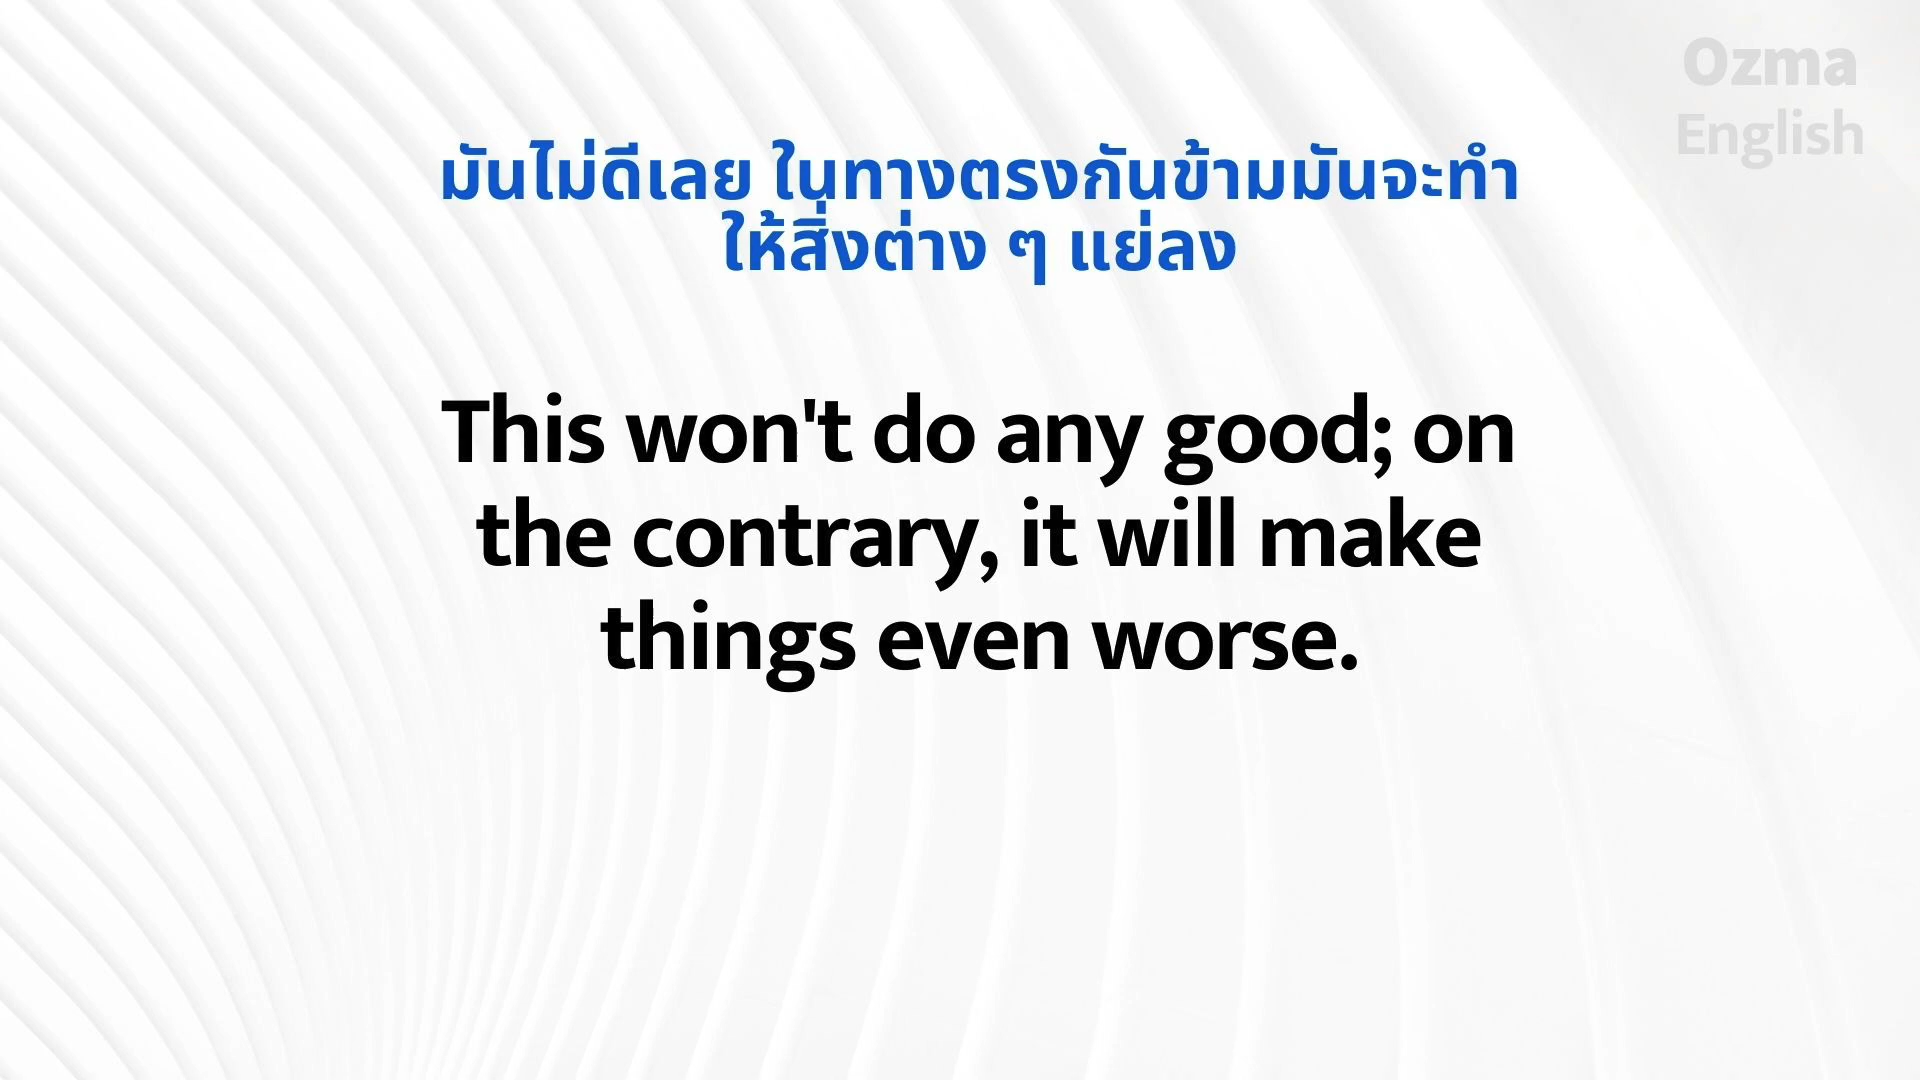 Ozma
English
มันไม่ดีเลย ในทางตรงกันข้ามมันจะทำ
ให้สิ่งต่าง ๆ แย่ลง
This won't do any good; on
the contrary, it will make
things even worse.